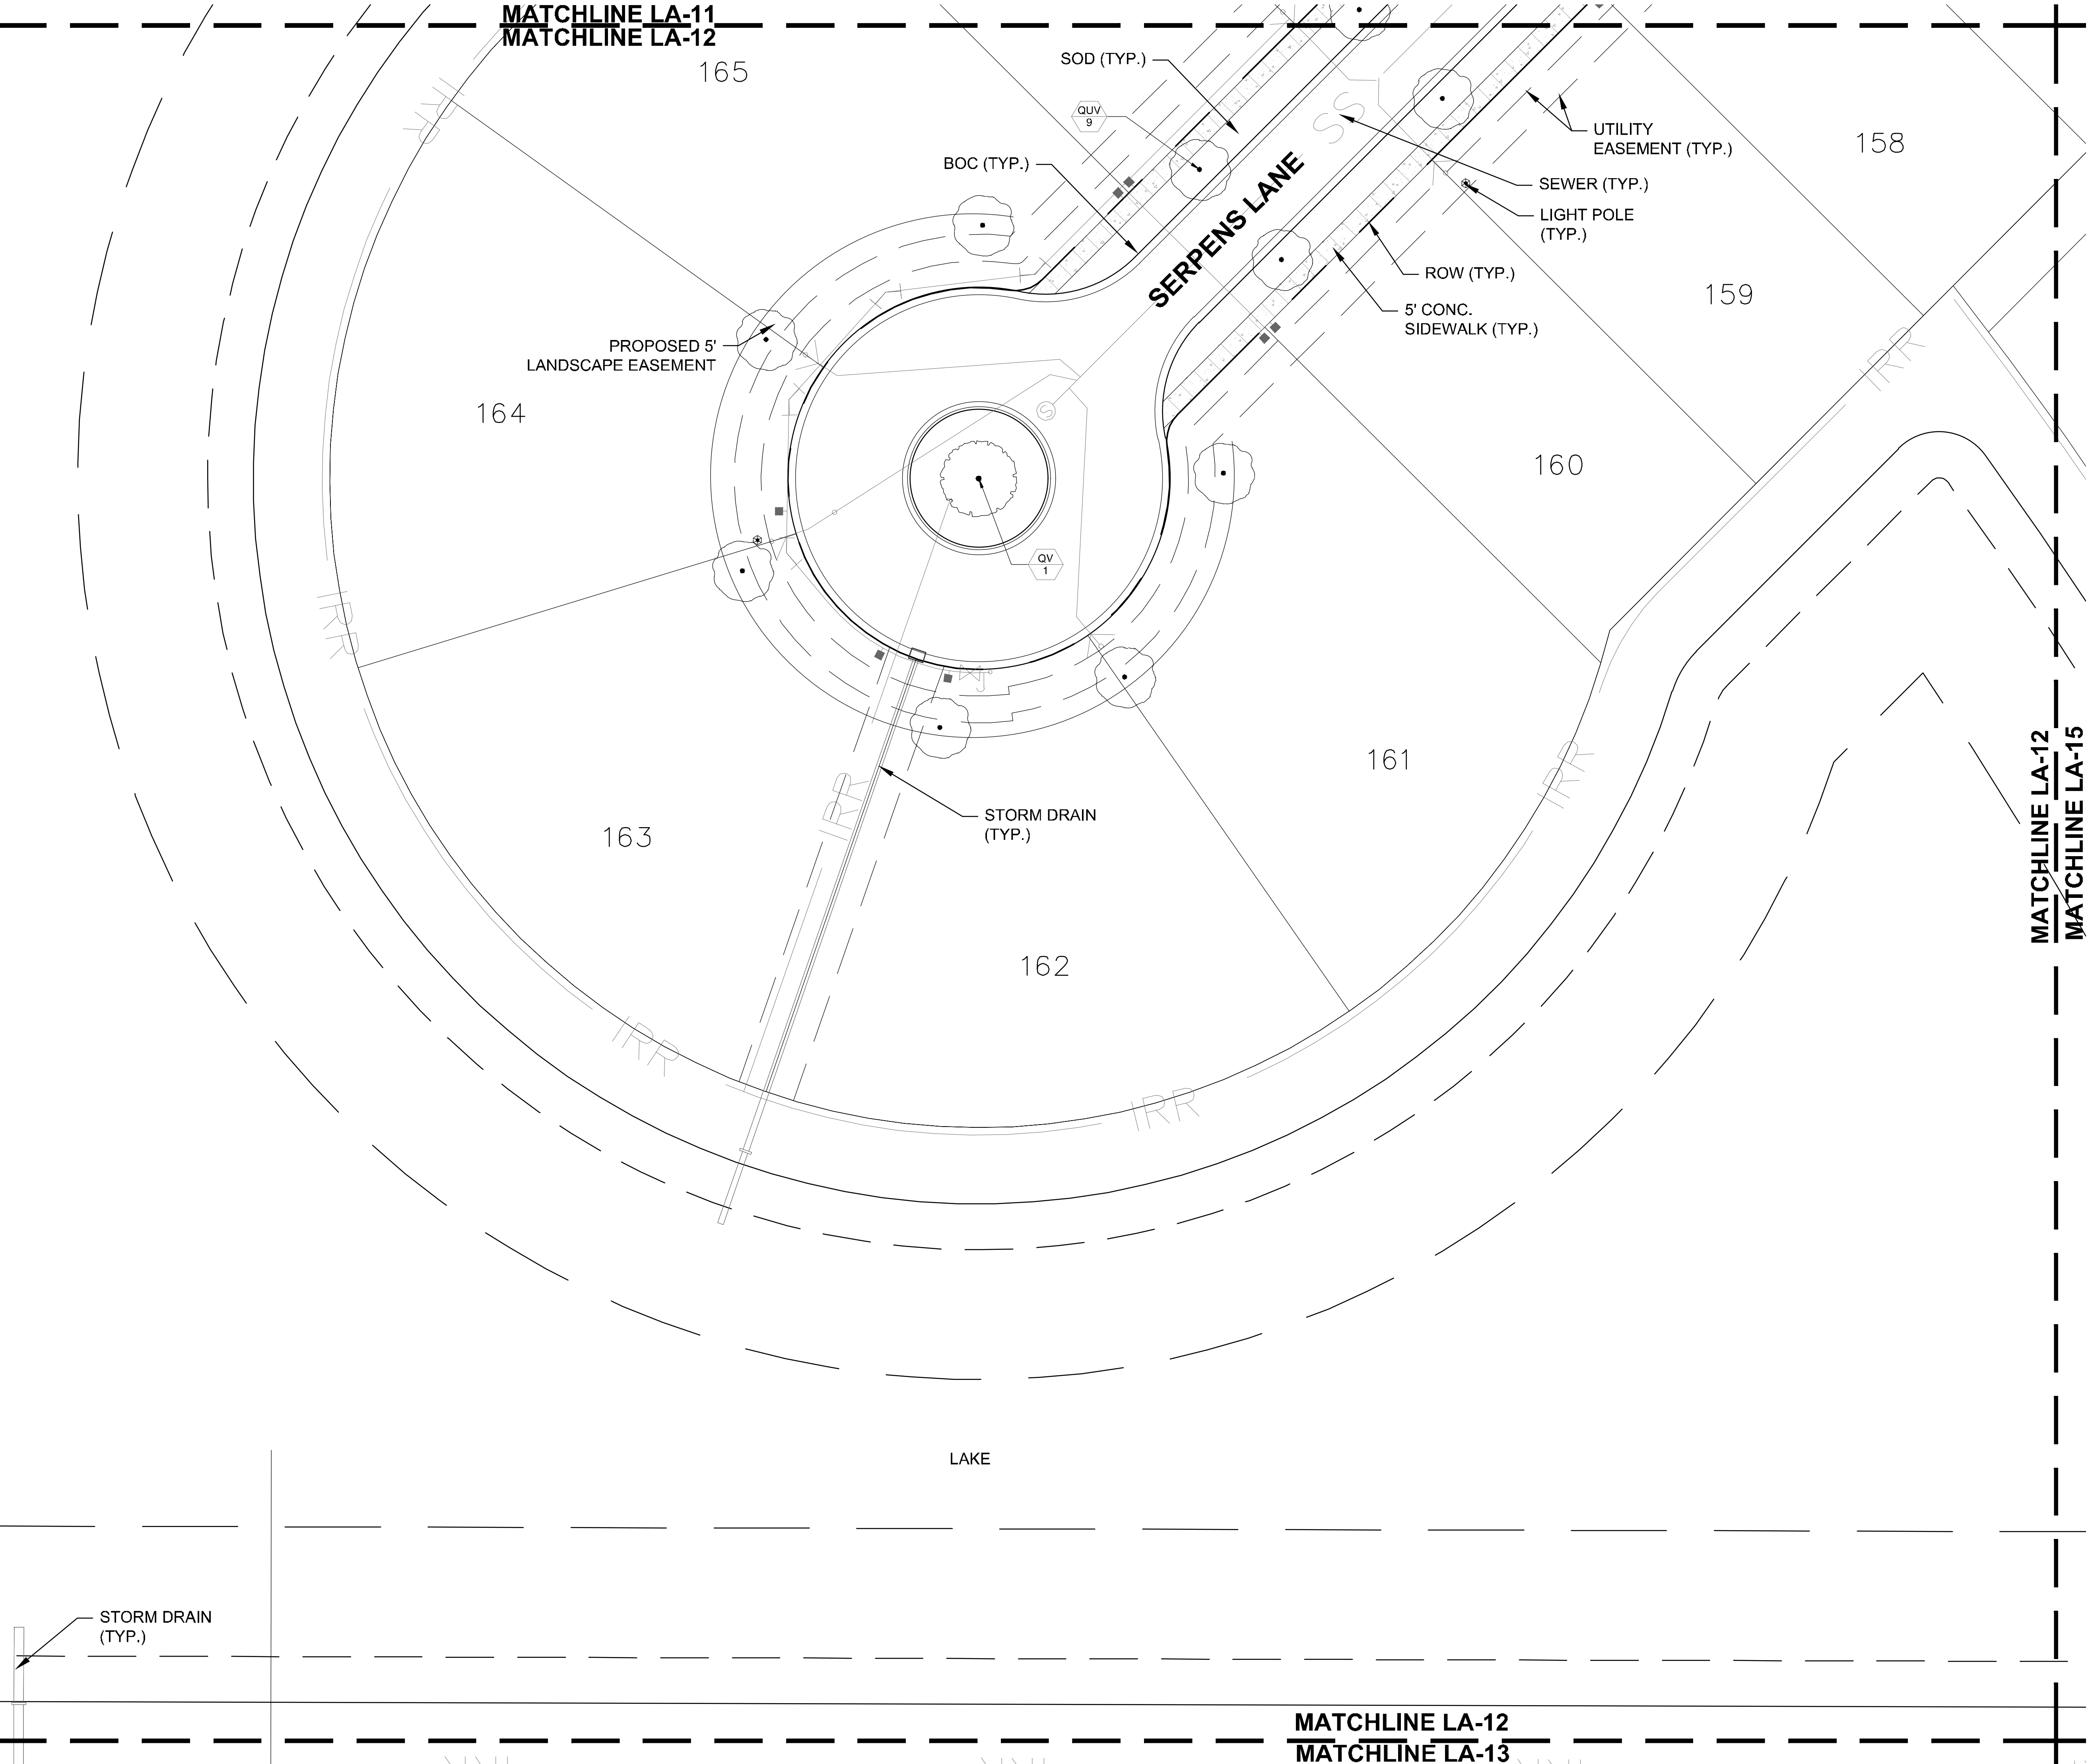 MATCHLINE LA-11
MATCHLINE LA-12
165
SOD (TYP.)
QUV
9
BOC (TYP.)
SS
SERPENS LANE
UTILITY
EASEMENT (TYP.)
158
SEWER (TYP.)
LIGHT POLE
(TYP.)
ROW (TYP.)
5' CONC.
SIDEWALK (TYP.)
159
IRR
IRR
PROPOSED 5'
LANDSCAPE EASEMENT
164
S
160
QV
1
IRR
161
IRR
MATCHLINE LA-12
MATCHLINE LA-15
IRR
STORM DRAIN
(TYP.)
163
162
IRR
IRR
LAKE
STORM DRAIN
(TYP.)
MATCHLINE LA-12
MATCHLINE LA-13